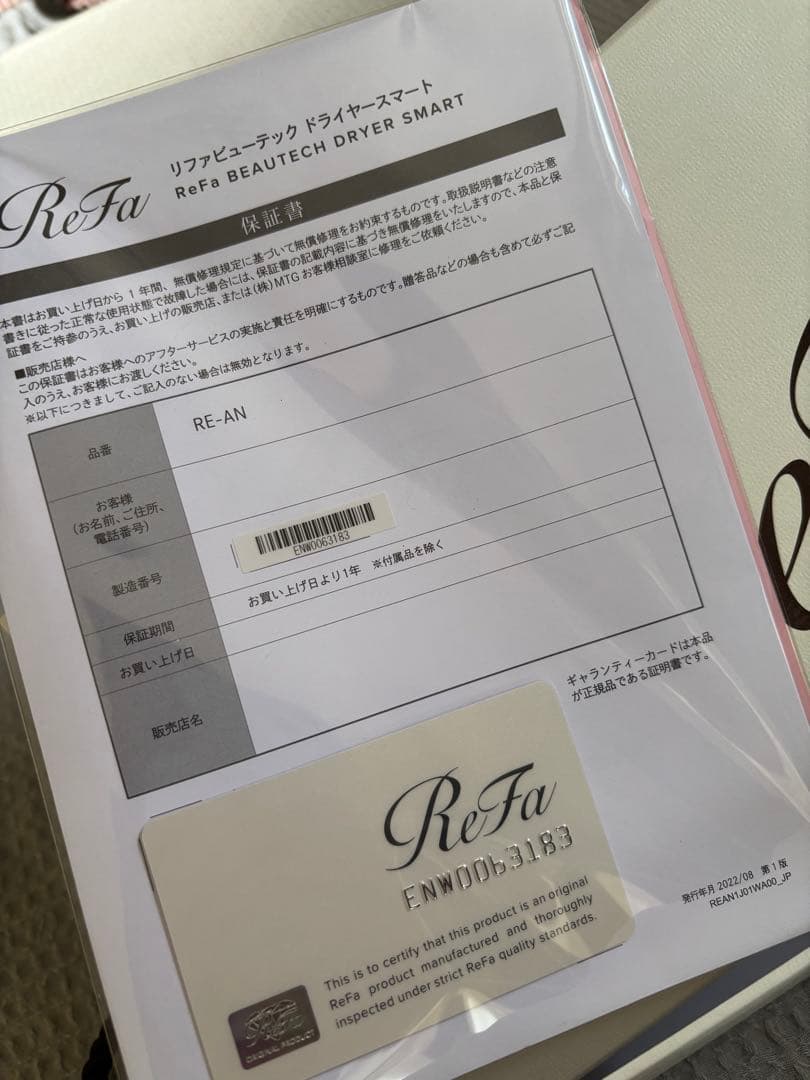 ReFa
リファビューテック ドライヤースマート
ReFa BEAUTECH DRYER SMART
保証書
本書はお買い上げ日から 1 年間、無償修理規定に基づいて無償修理をお約束するものです。取扱説明書などの注意
書きに従った正常な使用状態で故障した場合には、保証書の記載内容に基づき無償修理をいたしますので、本品と保
証書をご持参のうえ、お買い上げの販売店、または(株)MTG お客様相談室に修理をご依頼ください。
■販売店様へ
この保証書はお客様へのアフターサービスの実施と責任を明確にするものです。贈答品などの場合も含めて必ずご記
入のうえ、お客様にお渡しください。
※以下につきまして、ご記入のない場合は無効となります。
品番
RE-AN
お客様
(お名前、ご住所、
電話番号)
製造番号
ENW0063183
保証期間
お買い上げ日より1年 ※付属品を除く
お買い上げ日
販売店名
ギャランティーカードは本品
が正規品である証明書です。
ReFa
ENW0063183
This is to certify that this product is an original
ReFa product manufactured and thoroughly
inspected under strict ReFa quality standards.
ReFa
ORIGINAL PRODUCT
発行年月 2022/08 第 1 版
REAN1J01WA00_JP